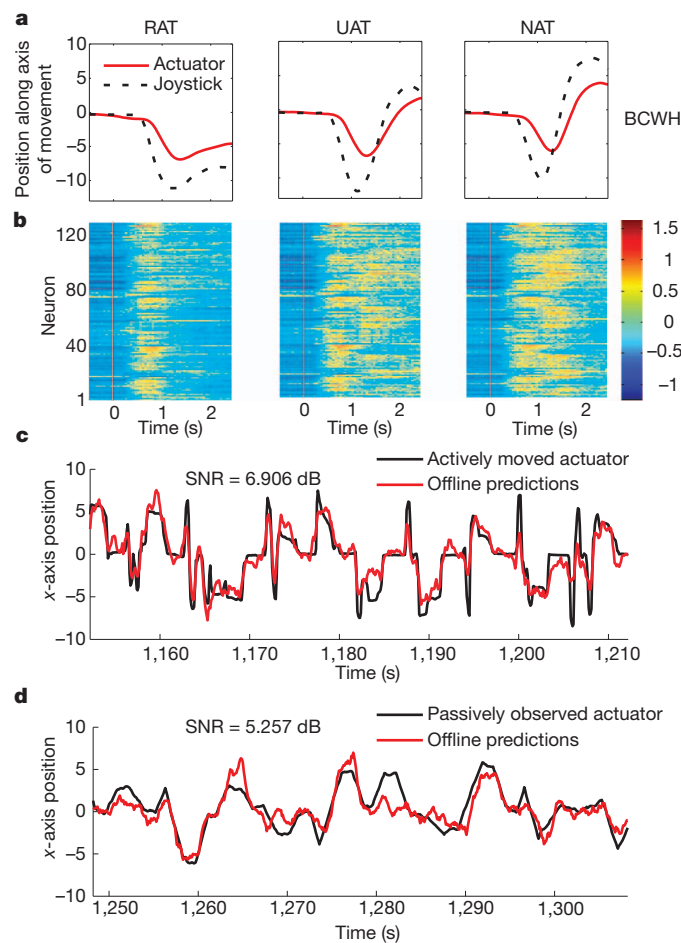 a
RAT UAT NAT
Position along axis
of movement
10
5
0
−5
−10
Actuator
Joystick
BCWH
b
Neuron
120
80
40
1
0 1 2
Time (s)
0 1 2
Time (s)
0 1 2
Time (s)
1.5
1
0.5
0
−0.5
−1
c
SNR = 6.906 dB
Actively moved actuator
Offline predictions
x-axis position
10
5
0
−5
−10
1,160 1,170 1,180 1,190 1,200 1,210
Time (s)
d
SNR = 5.257 dB
Passively observed actuator
Offline predictions
x-axis position
10
5
0
−5
−10
1,250 1,260 1,270 1,280 1,290 1,300
Time (s)